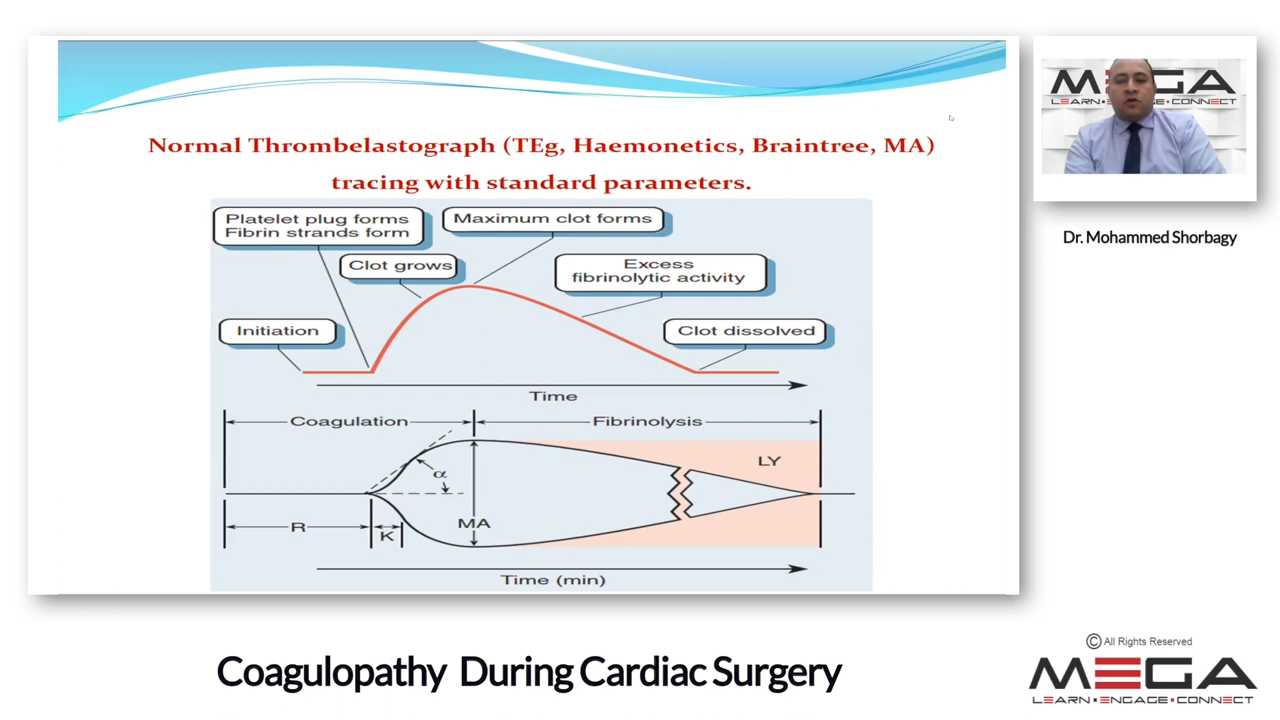 Normal Thrombelastograph (TEg, Haemonetics, Braintree, MA)
tracing with standard parameters.
Platelet plug forms
Fibrin strands form
Maximum clot forms
Clot grows
Excess
fibrinolytic activity
Initiation
Clot dissolved
Time
Coagulation
Fibrinolysis
LY
α
R
K
MA
Time (min)
MEGA
LEARN·ENGAGE·CONNECT
Dr. Mohammed Shorbagy
Coagulopathy During Cardiac Surgery
© All Rights Reserved
MEGA
LEARN·ENGAGE·CONNECT